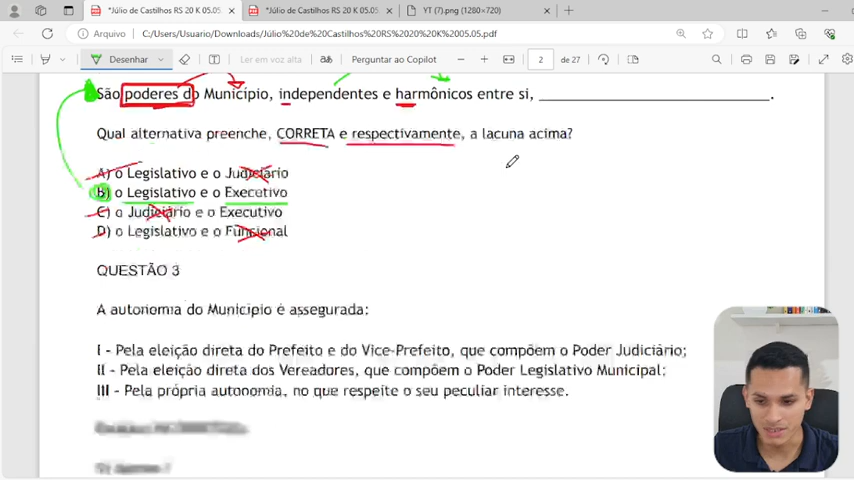 *Júlio de Castilhos RS 20 K 05.05
*Júlio de Castilhos RS 20 K 05.05
YT (7).png (1280×720)
Arquivo
C:/Users/Usuario/Downloads/Júlio%20de%20Castilhos%20RS%2020%20K%2005.05.pdf
Desenhar
Ler em voz alta
Perguntar ao Copilot
2
de 27
São poderes do Município, independentes e harmônicos entre si, ________________________.
Qual alternativa preenche, CORRETA e respectivamente, a lacuna acima?
A) o Legislativo e o Judiciário
B) o Legislativo e o Executivo
C) o Judiciário e o Executivo
D) o Legislativo e o Funcional
QUESTÃO 3
A autonomia do Município é assegurada:
I - Pela eleição direta do Prefeito e do Vice-Prefeito, que compõem o Poder Judiciário;
II - Pela eleição direta dos Vereadores, que compõem o Poder Legislativo Municipal;
III - Pela própria autonomia, no que respeite o seu peculiar interesse.